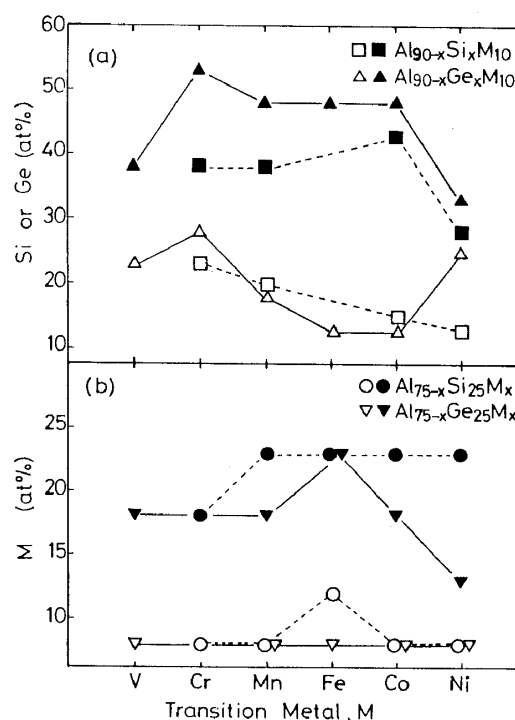 60
(a)
Al90-xSixM10
Al90-xGexM10
50
40
30
20
10
Si or Ge (at%)
(b)
Al75-xSi25Mx
Al75-xGe25Mx
25
20
15
10
M (at%)
V Cr Mn Fe Co Ni
Transition Metal, M